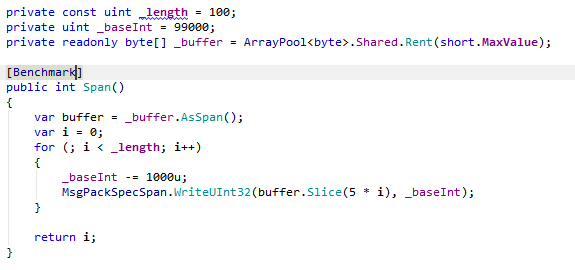 private const uint _length = 100;
private uint _baseInt = 99000;
private readonly byte[] _buffer = ArrayPool<byte>.Shared.Rent(short.MaxValue);
[Benchmark]
public int Span()
{
var buffer = _buffer.AsSpan();
var i = 0;
for (; i < _length; i++)
{
_baseInt -= 1000u;
MsgPackSpecSpan.WriteUInt32(buffer.Slice(5 * i), _baseInt);
}
return i;
}